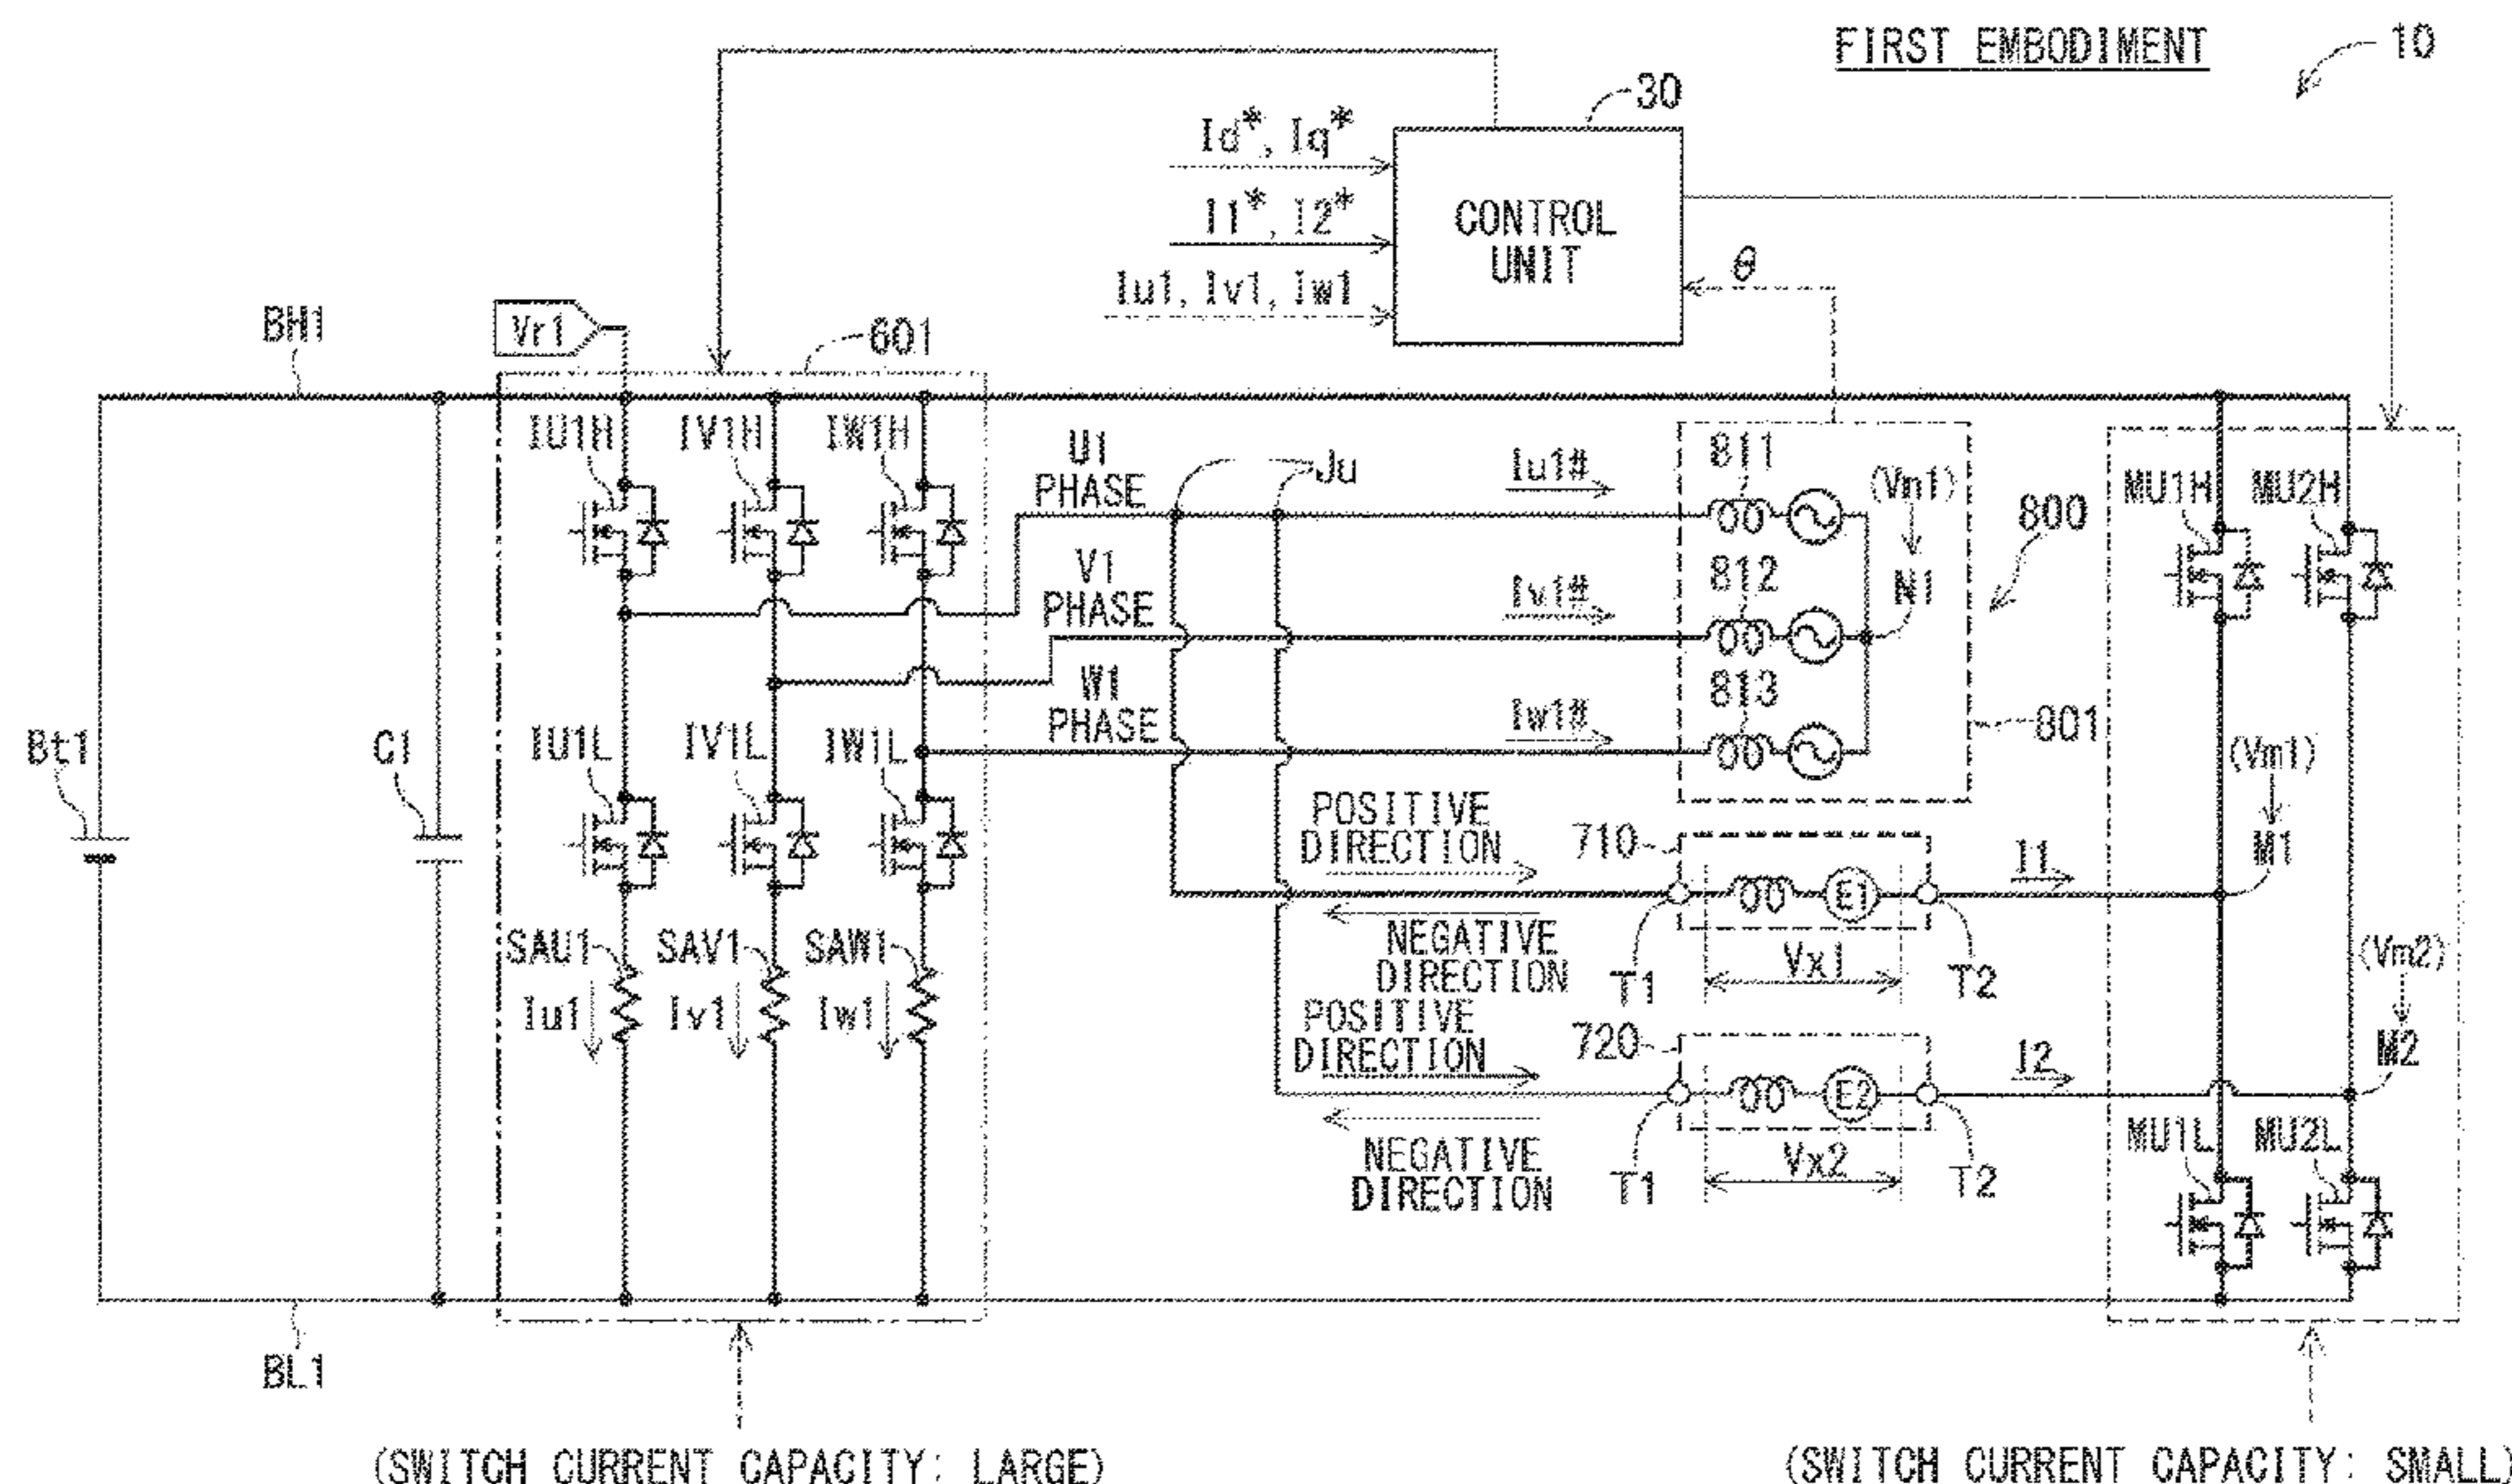 FIRST EMBODIMENT
10
30
Id*, Iq*
I1*, I2*
Iu1, Iv1, Iw1
CONTROL
UNIT
θ
BH1
Vr1
601
IU1H
IV1H
IW1H
U1
PHASE
Ju
Iu1#
811
(Vn1)
800
MU1H
MU2H
V1
PHASE
Iv1#
812
N1
W1
PHASE
Iw1#
813
801
Bt1
C1
IU1L
IV1L
IW1L
(Vm1)
M1
POSITIVE
DIRECTION
710
E1
I1
NEGATIVE
DIRECTION
T1
Vx1
T2
SAU1
SAV1
SAW1
Iu1
Iv1
Iw1
(Vm2)
M2
POSITIVE
DIRECTION
720
E2
I2
NEGATIVE
DIRECTION
T1
Vx2
T2
MU1L
MU2L
BL1
(SWITCH CURRENT CAPACITY: LARGE)
(SWITCH CURRENT CAPACITY: SMALL)